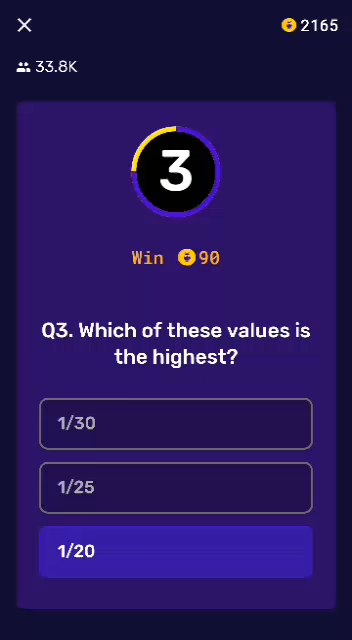 2165
33.8K
3
Win 90
Q3. Which of these values is
the highest?
1/30
1/25
1/20